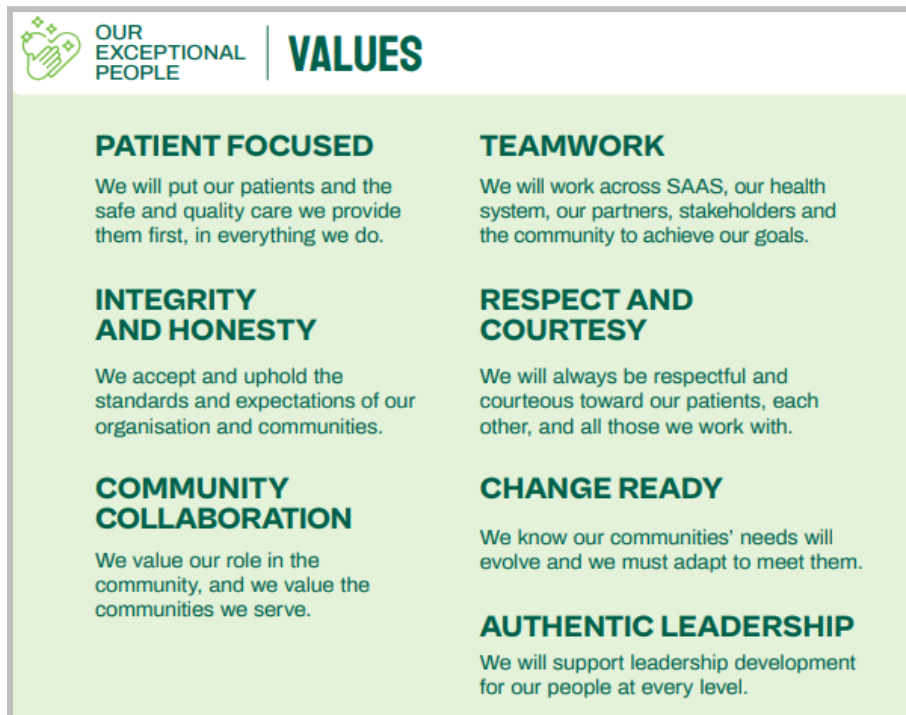 OUR
EXCEPTIONAL
PEOPLE
VALUES
PATIENT FOCUSED
We will put our patients and the
safe and quality care we provide
them first, in everything we do.
INTEGRITY
AND HONESTY
We accept and uphold the
standards and expectations of our
organisation and communities.
COMMUNITY
COLLABORATION
We value our role in the
community, and we value the
communities we serve.
TEAMWORK
We will work across SAAS, our health
system, our partners, stakeholders and
the community to achieve our goals.
RESPECT AND
COURTESY
We will always be respectful and
courteous toward our patients, each
other, and all those we work with.
CHANGE READY
We know our communities’ needs will
evolve and we must adapt to meet them.
AUTHENTIC LEADERSHIP
We will support leadership development
for our people at every level.